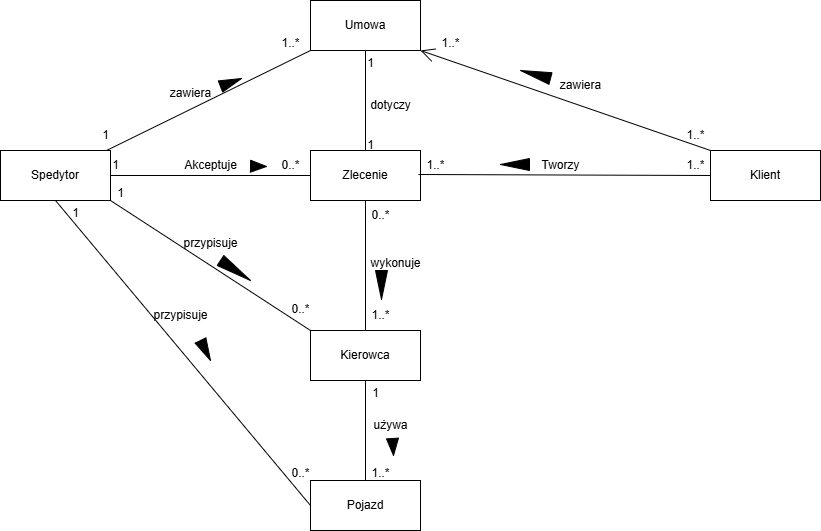 Umowa
1..*
1..*
1
zawiera
zawiera
dotyczy
1
1..*
1
Spedytor
1
Akceptuje
0..*
Zlecenie
1..*
Tworzy
1..*
Klient
1
1
0..*
przypisuje
wykonuje
0..*
1..*
przypisuje
Kierowca
1
używa
0..*
1..*
Pojazd